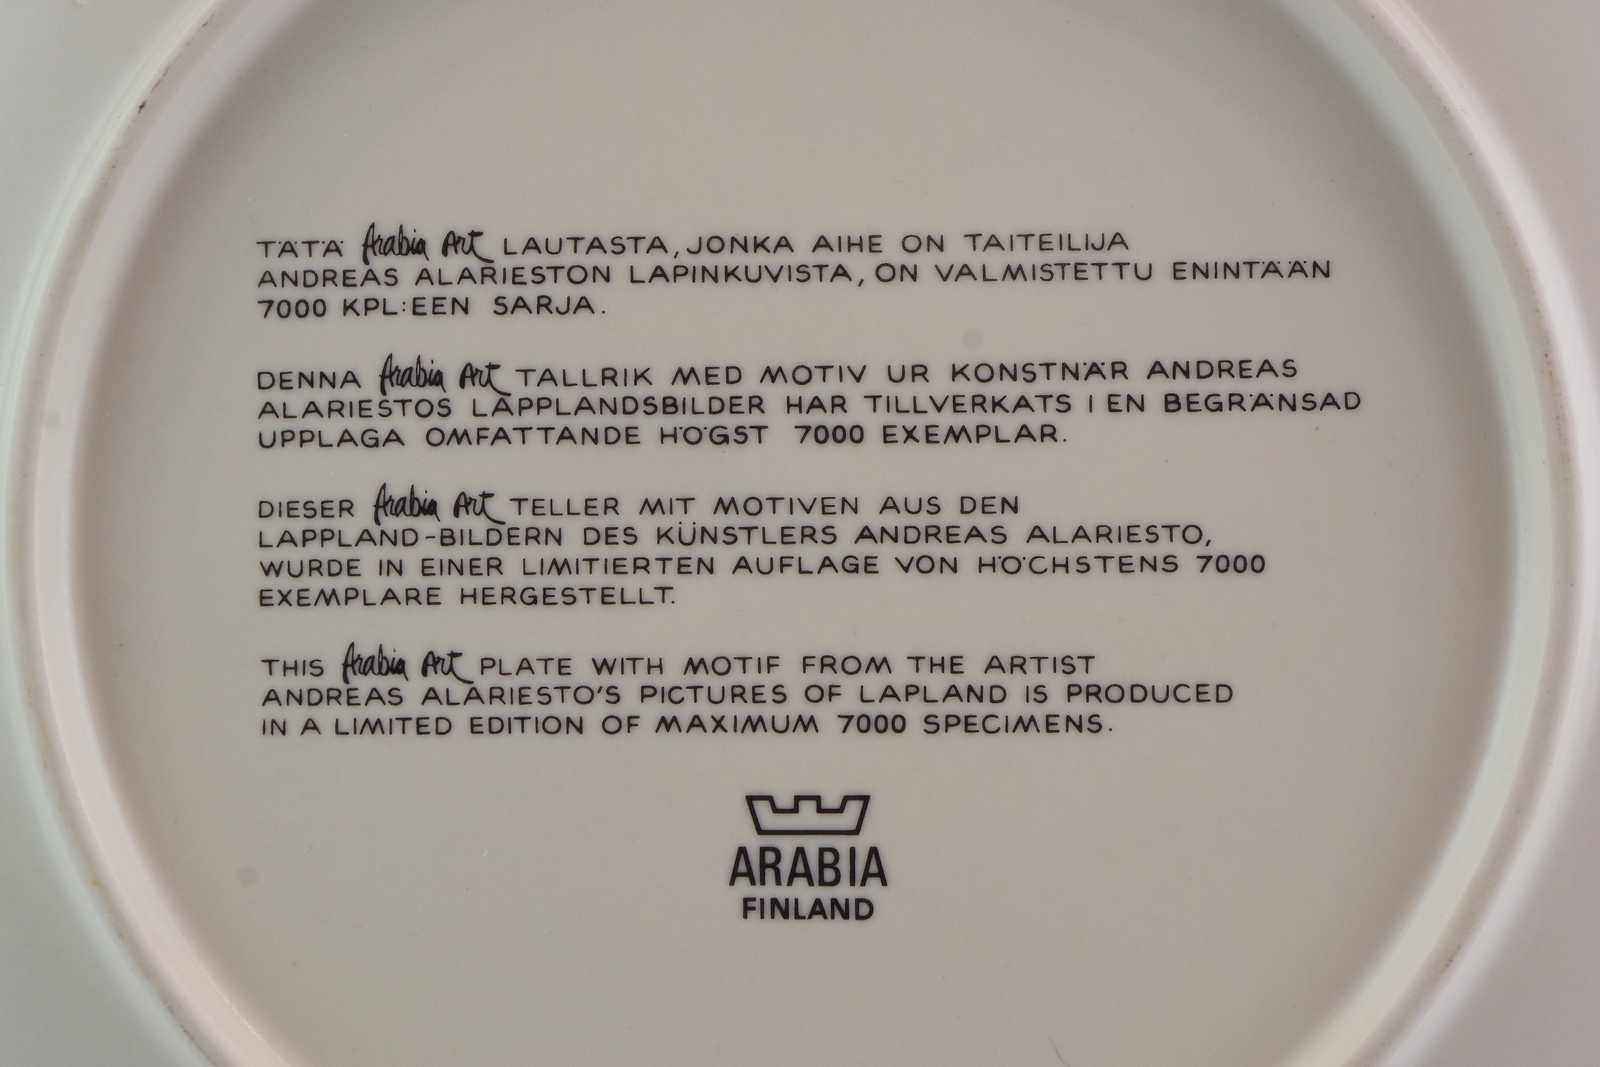 TÄTÄ Arabia Art LAUTASTA, JONKA AIHE ON TAITEILIJA
ANDREAS ALARIESTON LAPINKUVISTA, ON VALMISTETTU ENINTÄÄN
7000 KPL:EEN SARJA.
DENNA Arabia Art TALLRIK MED MOTIV UR KONSTNÄR ANDREAS
ALARIESTOS LAPPLANDSBILDER HAR TILLVERKATS I EN BEGRÄNSAD
UPPLAGA OMFATTANDE HÖGST 7000 EXEMPLAR.
DIESER Arabia Art TELLER MIT MOTIVEN AUS DEN
LAPPLAND-BILDERN DES KÜNSTLERS ANDREAS ALARIESTO,
WURDE IN EINER LIMITIERTEN AUFLAGE VON HÖCHSTENS 7000
EXEMPLARE HERGESTELLT.
THIS Arabia Art PLATE WITH MOTIF FROM THE ARTIST
ANDREAS ALARIESTO'S PICTURES OF LAPLAND IS PRODUCED
IN A LIMITED EDITION OF MAXIMUM 7000 SPECIMENS.
ARABIA
FINLAND